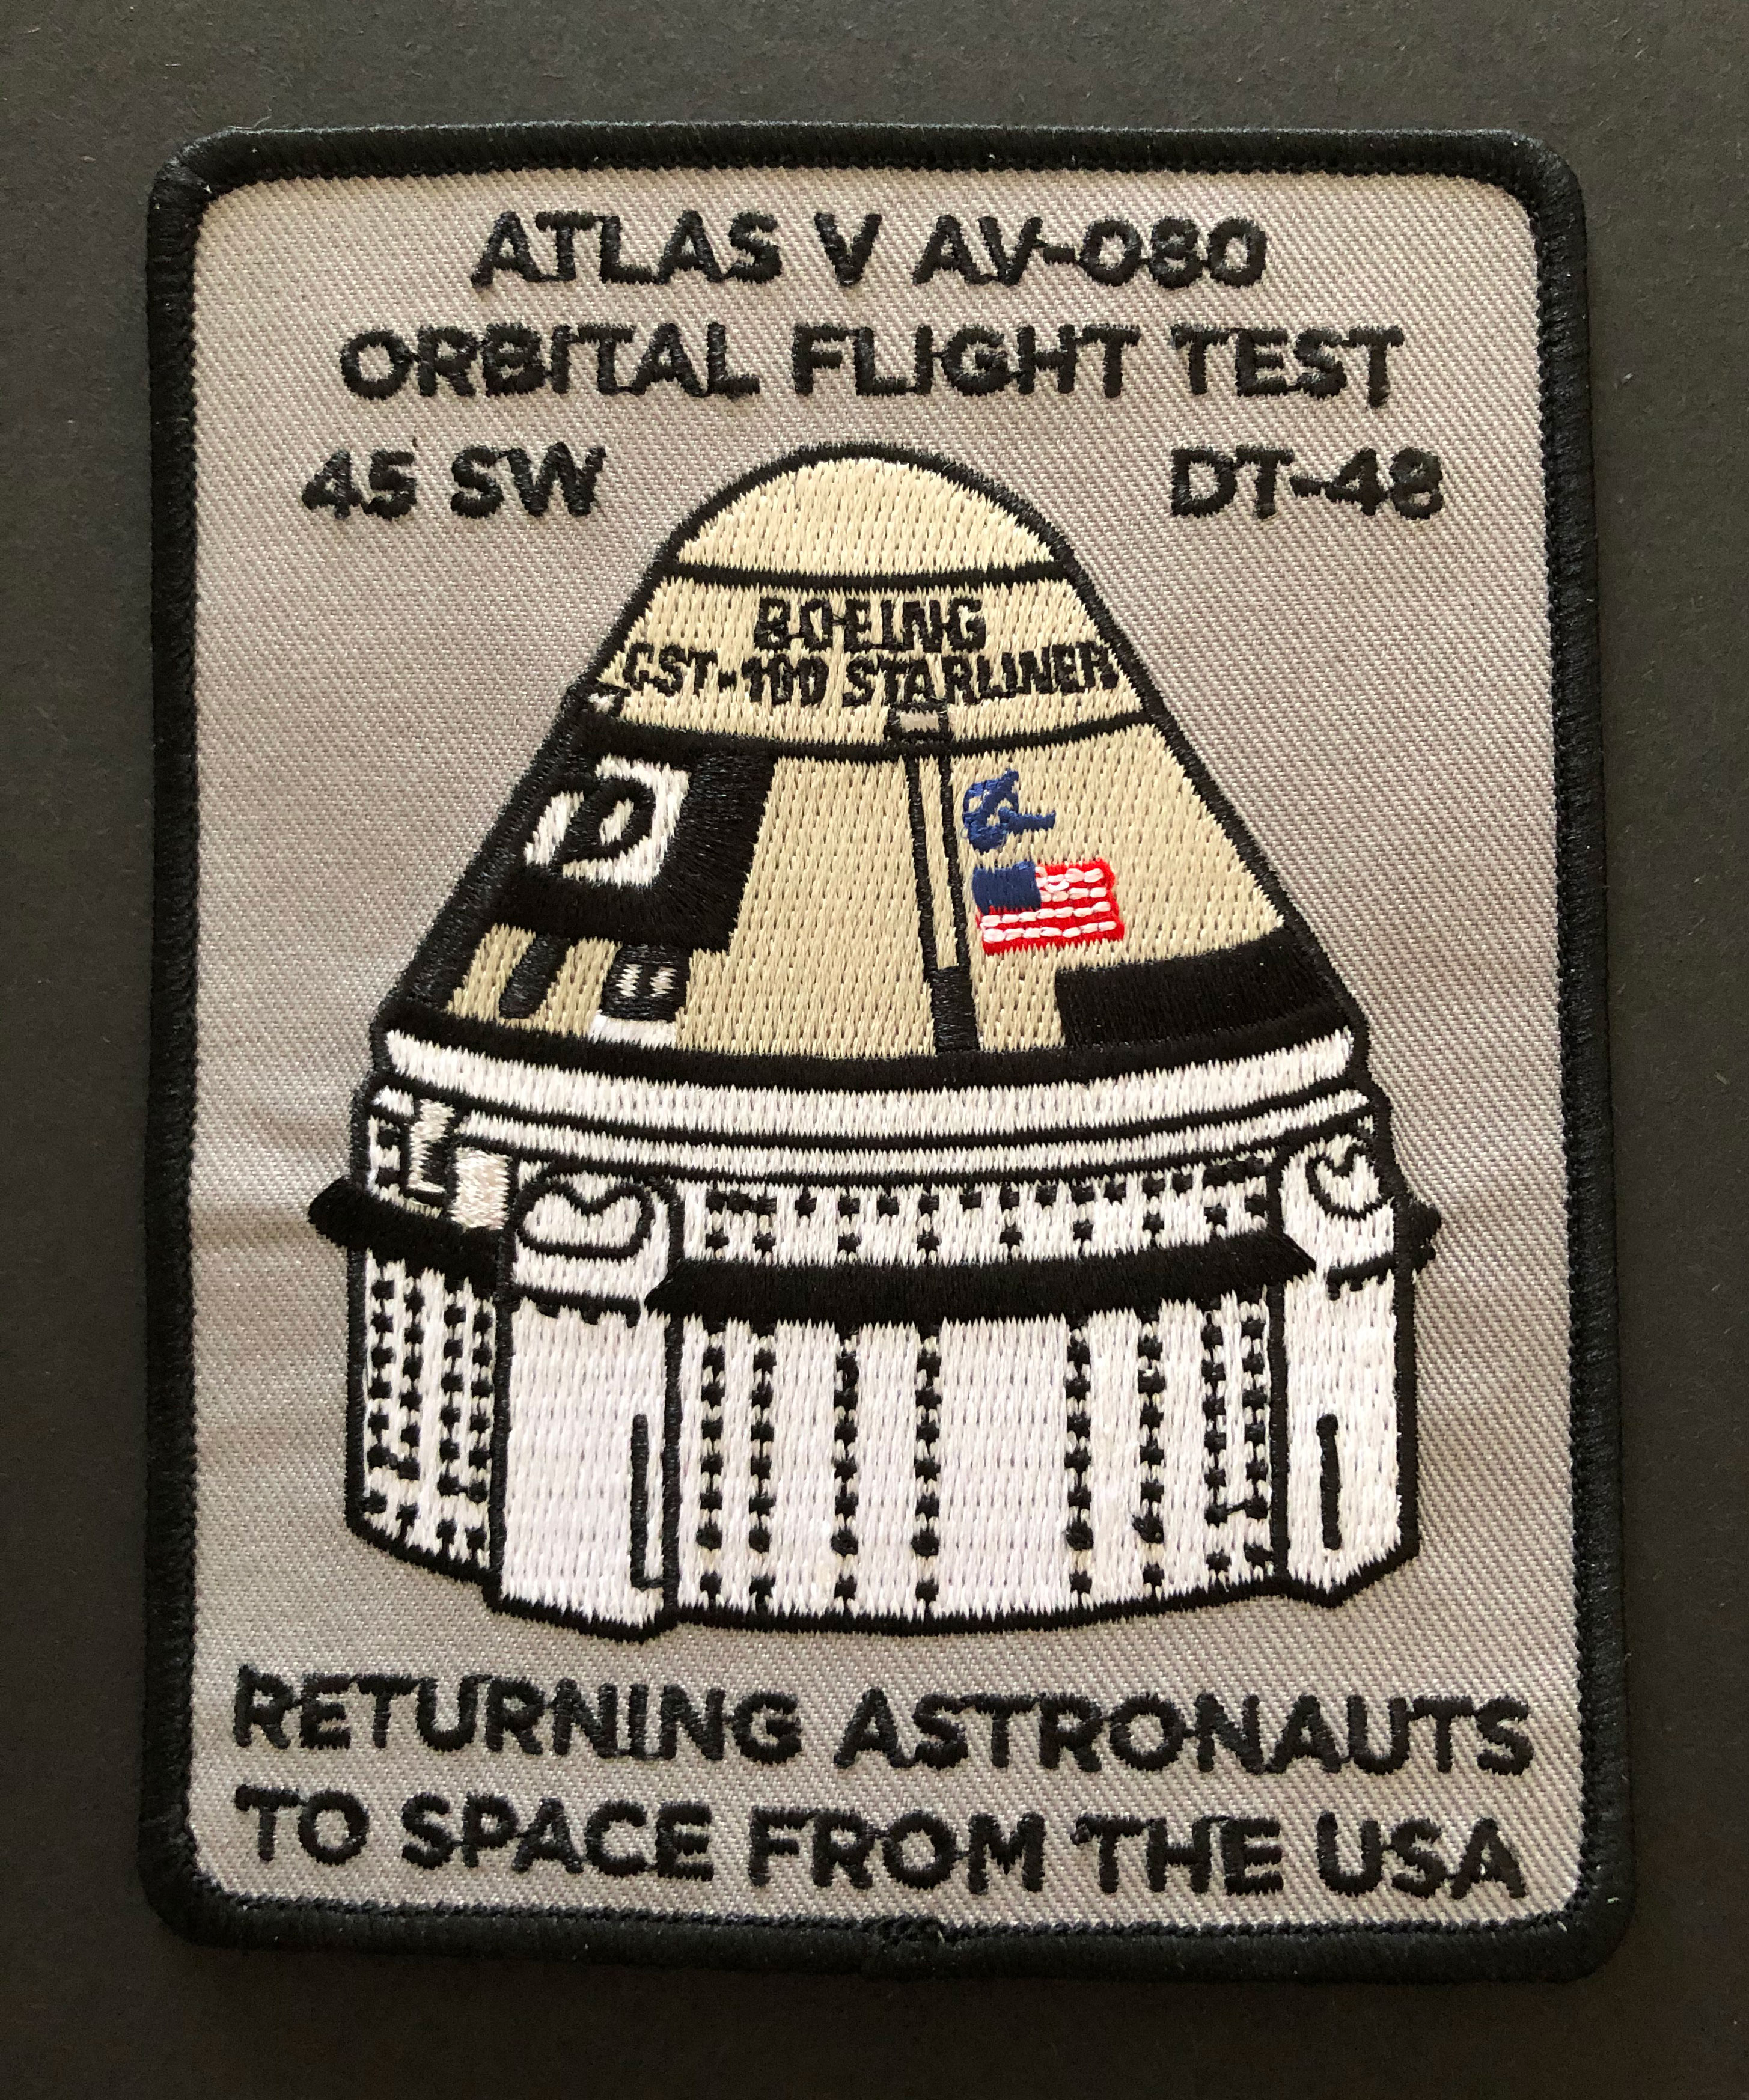 ATLAS V AV-080
ORBITAL FLIGHT TEST
45 SW DT-48
BOEING
CST-100 STARLINER
RETURNING ASTRONAUTS
TO SPACE FROM THE USA